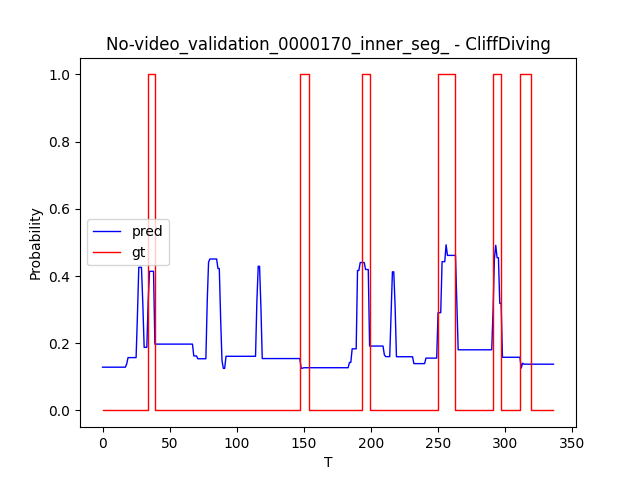 No-video_validation_0000170_inner_seg_ - CliffDiving
1.0
0.8
0.6
0.4
0.2
0.0
Probability
pred
gt
0 50 100 150 200 250 300 350
T